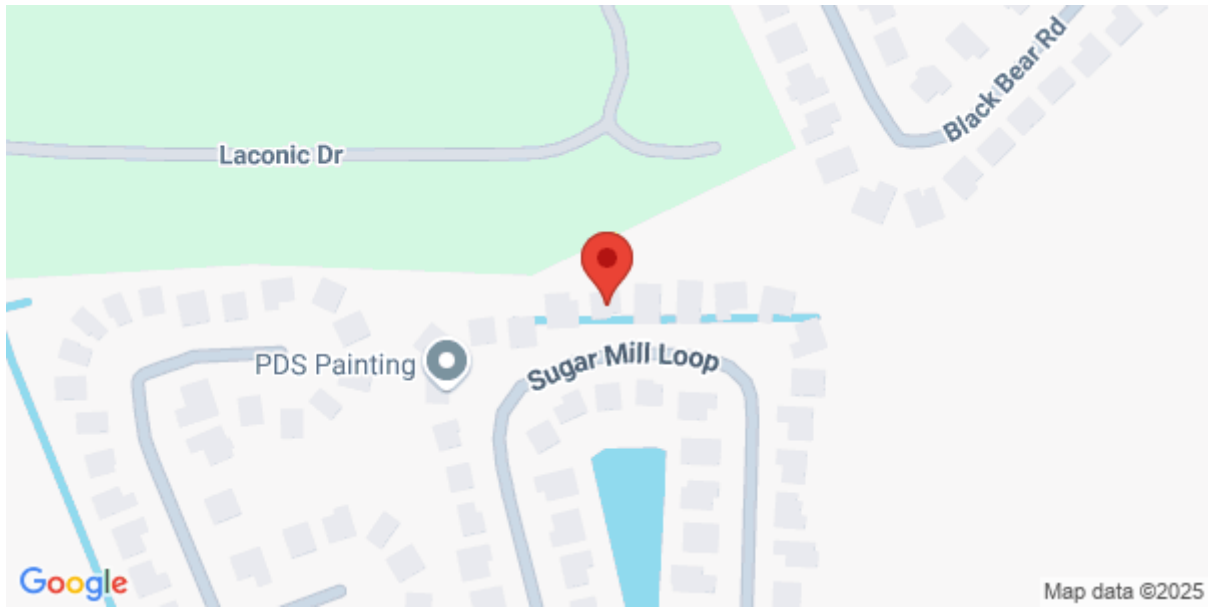 Black Bear Rd
Laconic Dr
PDS Painting
Sugar Mill Loop
Google
Map data ©2025